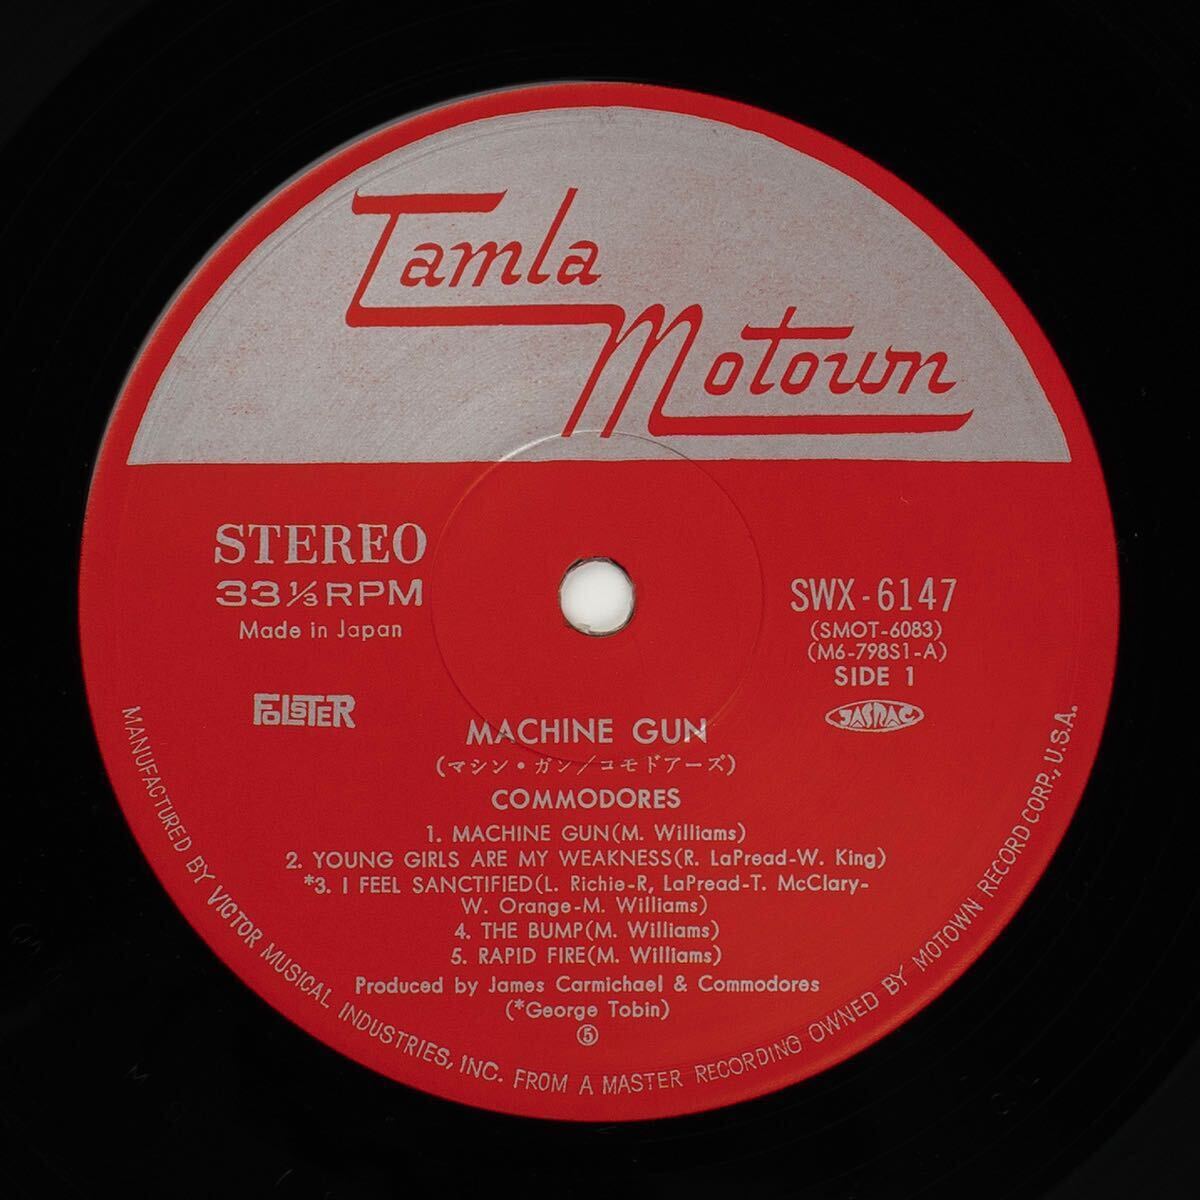 Tamla
Motown
STEREO
33 1/3 RPM
Made in Japan
FOLSTER
SWX-6147
(SMOT-6083)
(M6-798S1-A)
SIDE 1
JASRAC
MACHINE GUN
(マシン・ガン/コモドアーズ)
COMMODORES
1. MACHINE GUN(M. Williams)
2. YOUNG GIRLS ARE MY WEAKNESS(R. LaPread-W. King)
*3. I FEEL SANCTIFIED(L. Richie-R, LaPread-T. McClary-
W. Orange-M. Williams)
4. THE BUMP(M. Williams)
5. RAPID FIRE(M. Williams)
Produced by James Carmichael & Commodores
(*George Tobin)
⑤
MANUFACTURED BY VICTOR MUSICAL INDUSTRIES, INC. FROM A MASTER RECORDING OWNED BY MOTOWN RECORD CORP., U.S.A.